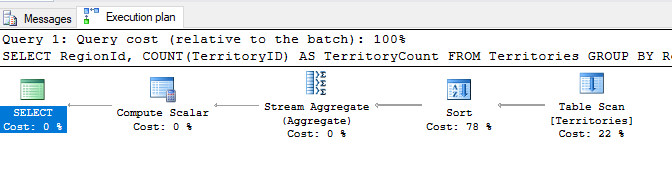 Messages Execution plan
Query 1: Query cost (relative to the batch): 100%
SELECT RegionId, COUNT(TerritoryID) AS TerritoryCount FROM Territories GROUP BY R
SELECT
Cost: 0 %
Compute Scalar
Cost: 0 %
Stream Aggregate
(Aggregate)
Cost: 0 %
Sort
Cost: 78 %
Table Scan
[Territories]
Cost: 22 %